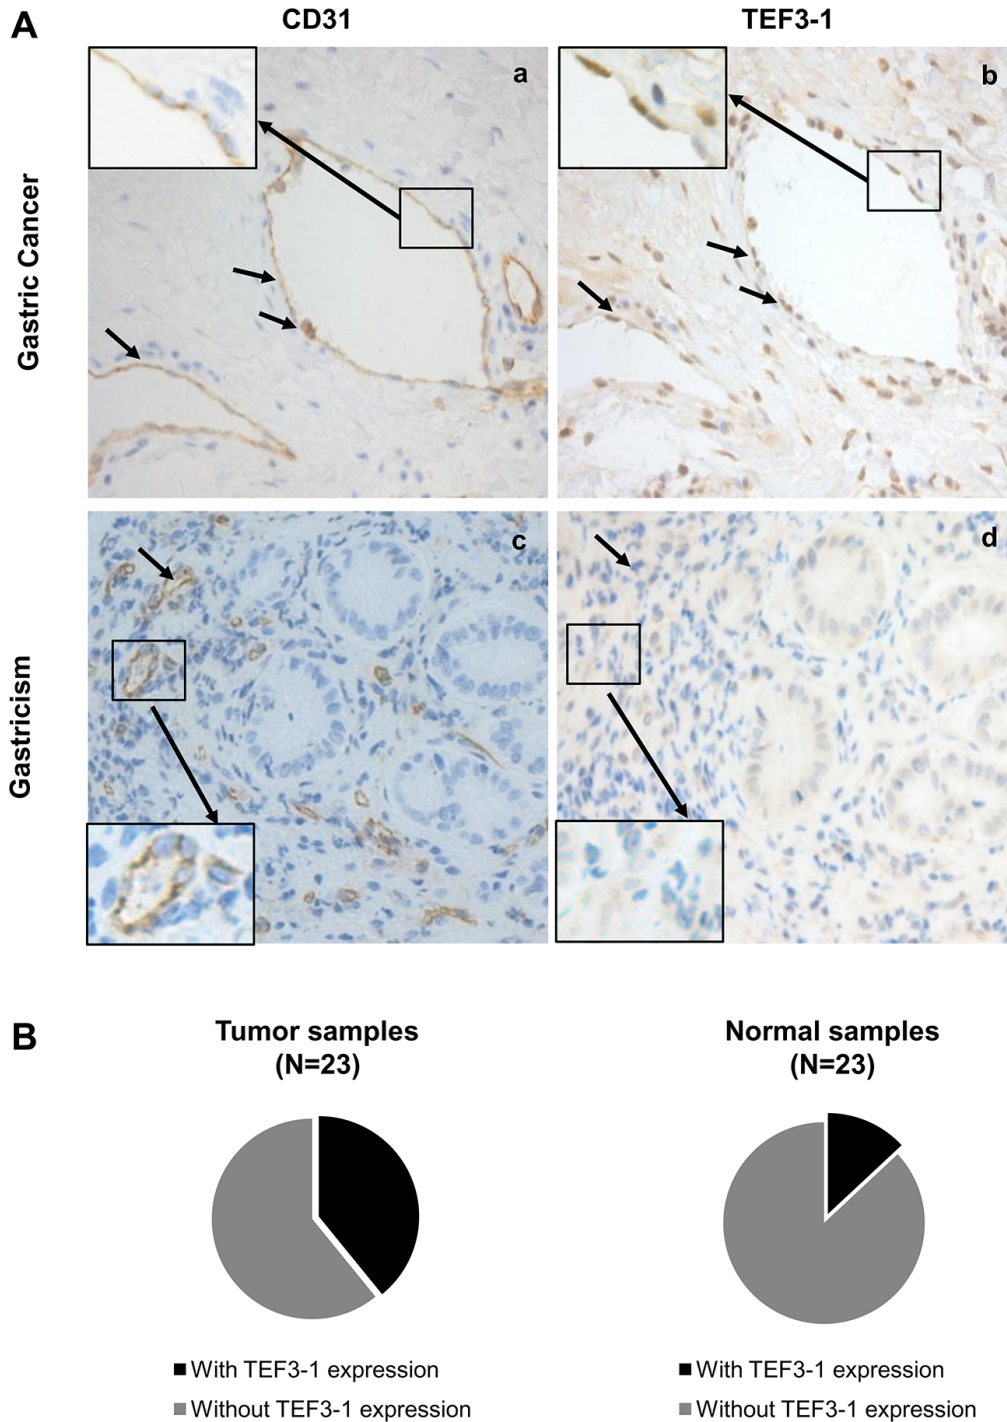 A
CD31
TEF3-1
Gastric Cancer
a
b
Gastricism
c
d
B
Tumor samples
(N=23)
Normal samples
(N=23)
With TEF3-1 expression
Without TEF3-1 expression
With TEF3-1 expression
Without TEF3-1 expression